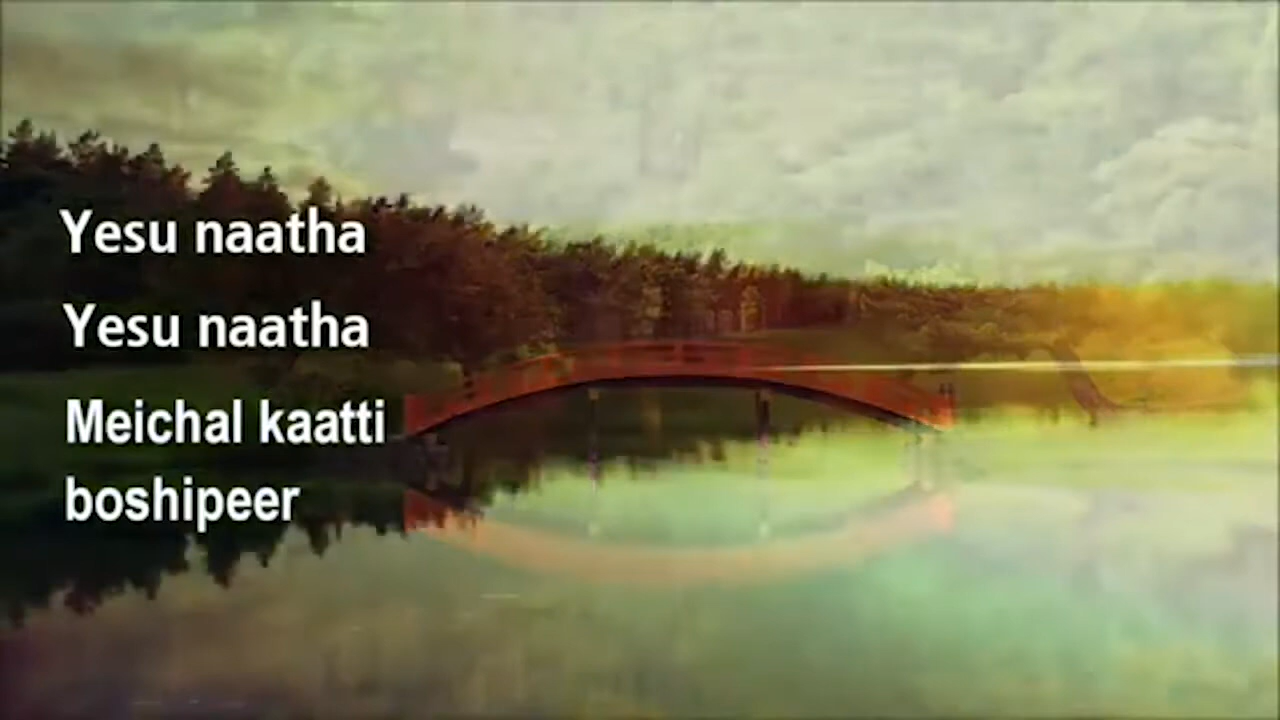 Yesu naatha
Yesu naatha
Meichal kaatti
boshipeer